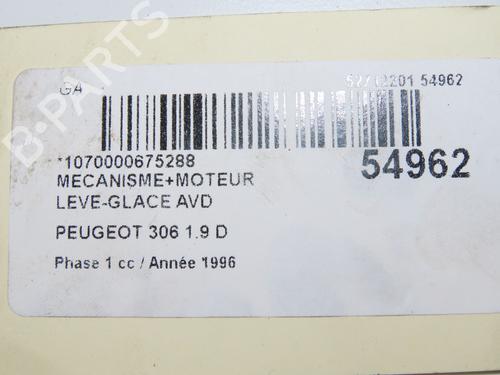 GA
54962
*1070000675288
54962
MECANISME+MOTEUR
LEVE-GLACE AVD
PEUGEOT 306 1.9 D
Phase 1 cc / Année 1996
B-PARTS